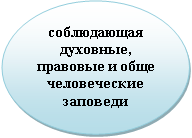 соблюдающая
духовные,
правовые и обще
человеческие
заповеди